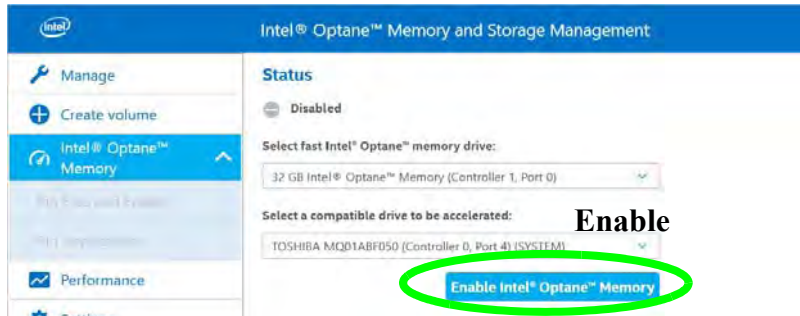 intel
Intel® Optane™ Memory and Storage Management
Manage
Create volume
Intel® Optane™
Memory
Performance
Status
Disabled
Select fast Intel® Optane™ memory drive:
32 GB Intel® Optane™ Memory (Controller 1, Port 0)
Select a compatible drive to be accelerated:
Enable
TOSHIBA MQ01ABF050 (Controller 0, Port 4) (SYSTEM)
Enable Intel® Optane™ Memory